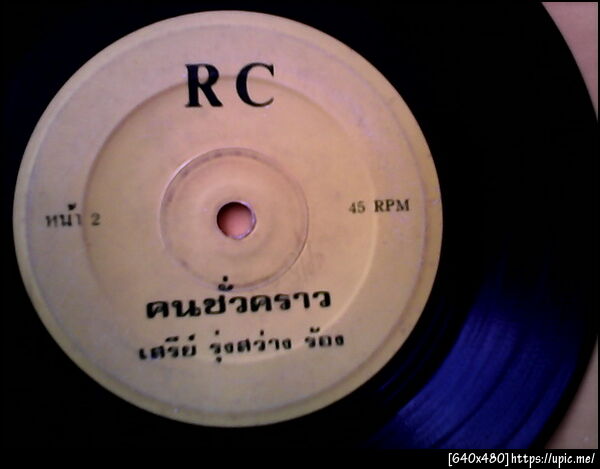 RC
หน้า 2
45 RPM
คนชั่วคราว
เสรีย์ รุ่งสว่าง ร้อง
[640x480]https://upic.me/